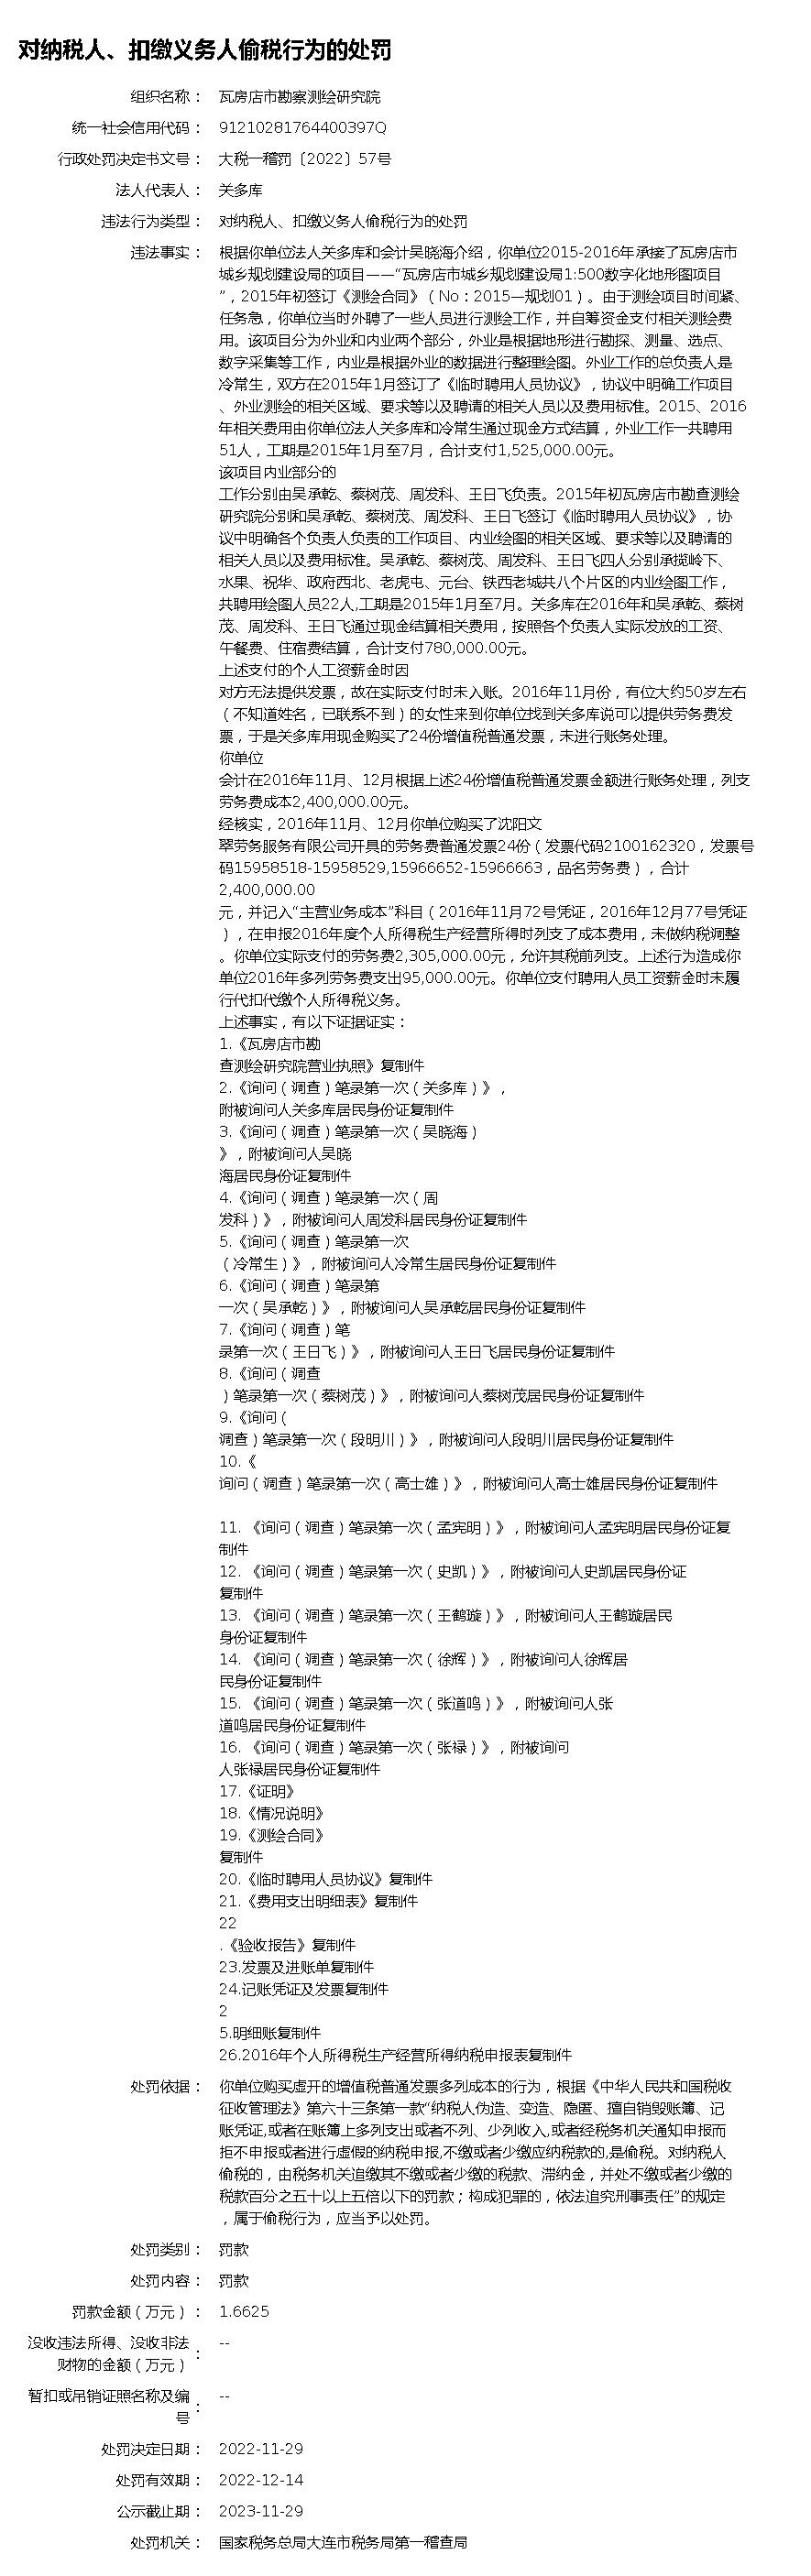 对纳税人、扣缴义务人偷税行为的处罚
组织名称： 瓦房店市勘察测绘研究院
统一社会信用代码： 91210281764400397Q
行政处罚决定书文号： 大税一稽罚〔2022〕57号
法人代表人： 关多库
违法行为类型： 对纳税人、扣缴义务人偷税行为的处罚
违法事实： 根据你单位法人关多库和会计吴晓海介绍，你单位2015-2016年承接了瓦房店市
城乡规划建设局的项目——“瓦房店市城乡规划建设局1:500数字化地形图项目
”，2015年初签订《测绘合同》（No：2015—规划01）。由于测绘项目时间紧、
任务急，你单位当时外聘了一些人员进行测绘工作，并自筹资金支付相关测绘费
用。该项目分为外业和内业两个部分，外业是根据地形进行勘探、测量、选点、
数字采集等工作，内业是根据外业的数据进行整理绘图。外业工作的总负责人是
冷常生，双方在2015年1月签订了《临时聘用人员协议》，协议中明确工作项目
、外业测绘的相关区域、要求等以及聘请的相关人员以及费用标准。2015、2016
年相关费用由你单位法人关多库和冷常生通过现金方式结算，外业工作一共聘用
51人，工期是2015年1月至7月，合计支付1,525,000.00元。
该项目内业部分的
工作分别由吴承乾、蔡树茂、周发科、王日飞负责。2015年初瓦房店市勘查测绘
研究院分别和吴承乾、蔡树茂、周发科、王日飞签订《临时聘用人员协议》，协
议中明确各个负责人负责的工作项目、内业绘图的相关区域、要求等以及聘请的
相关人员以及费用标准。吴承乾、蔡树茂、周发科、王日飞四人分别承揽岭下、
水果、祝华、政府西北、老虎屯、元台、铁西老城共八个片区的内业绘图工作，
共聘用绘图人员22人,工期是2015年1月至7月。关多库在2016年和吴承乾、蔡树
茂、周发科、王日飞通过现金结算相关费用，按照各个负责人实际发放的工资、
午餐费、住宿费结算，合计支付780,000.00元。
上述支付的个人工资薪金时因
对方无法提供发票，故在实际支付时未入账。2016年11月份，有位大约50岁左右
（不知道姓名，已联系不到）的女性来到你单位找到关多库说可以提供劳务费发
票，于是关多库用现金购买了24份增值税普通发票，未进行账务处理。
你单位
会计在2016年11月、12月根据上述24份增值税普通发票金额进行账务处理，列支
劳务费成本2,400,000.00元。
经核实，2016年11月、12月你单位购买了沈阳文
翠劳务服务有限公司开具的劳务费普通发票24份（发票代码2100162320，发票号
码15958518-15958529,15966652-15966663，品名劳务费），合计
2,400,000.00
元，并记入“主营业务成本”科目（2016年11月72号凭证，2016年12月77号凭证
），在申报2016年度个人所得税生产经营所得时列支了成本费用，未做纳税调整
。你单位实际支付的劳务费2,305,000.00元，允许其税前列支。上述行为造成你
单位2016年多列劳务费支出95,000.00元。你单位支付聘用人员工资薪金时未履
行代扣代缴个人所得税义务。
上述事实，有以下证据证实：
1.《瓦房店市勘
查测绘研究院营业执照》复制件
2.《询问（调查）笔录第一次（关多库）》，
附被询问人关多库居民身份证复制件
3.《询问（调查）笔录第一次（吴晓海）
》，附被询问人吴晓
海居民身份证复制件
4.《询问（调查）笔录第一次（周
发科）》，附被询问人周发科居民身份证复制件
5.《询问（调查）笔录第一次
（冷常生）》，附被询问人冷常生居民身份证复制件
6.《询问（调查）笔录第
一次（吴承乾）》，附被询问人吴承乾居民身份证复制件
7.《询问（调查）笔
录第一次（王日飞）》，附被询问人王日飞居民身份证复制件
8.《询问（调查
）笔录第一次（蔡树茂）》，附被询问人蔡树茂居民身份证复制件
9.《询问（
调查）笔录第一次（段明川）》，附被询问人段明川居民身份证复制件
10.《
询问（调查）笔录第一次（高士雄）》，附被询问人高士雄居民身份证复制件
11. 《询问（调查）笔录第一次（孟宪明）》，附被询问人孟宪明居民身份证复
制件
12. 《询问（调查）笔录第一次（史凯）》，附被询问人史凯居民身份证
复制件
13. 《询问（调查）笔录第一次（王鹤璇）》，附被询问人王鹤璇居民
身份证复制件
14. 《询问（调查）笔录第一次（徐辉）》，附被询问人徐辉居
民身份证复制件
15. 《询问（调查）笔录第一次（张道鸣）》，附被询问人张
道鸣居民身份证复制件
16. 《询问（调查）笔录第一次（张禄）》，附被询问
人张禄居民身份证复制件
17.《证明》
18.《情况说明》
19.《测绘合同》
复制件
20.《临时聘用人员协议》复制件
21.《费用支出明细表》复制件
22
.《验收报告》复制件
23.发票及进账单复制件
24.记账凭证及发票复制件
2
5.明细账复制件
26.2016年个人所得税生产经营所得纳税申报表复制件
处罚依据： 你单位购买虚开的增值税普通发票多列成本的行为，根据《中华人民共和国税收
征收管理法》第六十三条第一款“纳税人伪造、变造、隐匿、擅自销毁账簿、记
账凭证,或者在账簿上多列支出或者不列、少列收入,或者经税务机关通知申报而
拒不申报或者进行虚假的纳税申报,不缴或者少缴应纳税款的,是偷税。对纳税人
偷税的，由税务机关追缴其不缴或者少缴的税款、滞纳金，并处不缴或者少缴的
税款百分之五十以上五倍以下的罚款；构成犯罪的，依法追究刑事责任”的规定
，属于偷税行为，应当予以处罚。
处罚类别： 罚款
处罚内容： 罚款
罚款金额（万元）： 1.6625
没收违法所得、没收非法
财物的金额（万元）： --
暂扣或吊销证照名称及编
号： --
处罚决定日期： 2022-11-29
处罚有效期： 2022-12-14
公示截止期： 2023-11-29
处罚机关： 国家税务总局大连市税务局第一稽查局